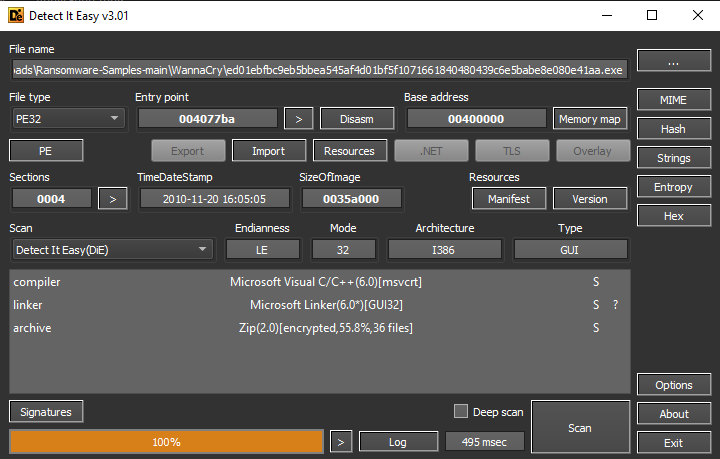 Detect It Easy v3.01
File name
oads\Ransomware-Samples-main\WannaCry\ed01ebfbc9eb5bbea545af4d01bf5f1071661840480439c6e5babe8e080e41aa.exe
...
File type Entry point Base address
PE32 004077ba > Disasm 00400000 Memory map MIME
Hash
PE Export Import Resources .NET TLS Overlay
Strings
Sections TimeDateStamp SizeOfImage Resources
0004 > 2010-11-20 16:05:05 0035a000 Manifest Version Entropy
Hex
Scan Endianness Mode Architecture Type
Detect It Easy(DiE) LE 32 I386 GUI
compiler Microsoft Visual C/C++(6.0)[msvcrt] S
linker Microsoft Linker(6.0*)[GUI32] S ?
archive Zip(2.0)[encrypted,55.8%,36 files] S
Options
Signatures Deep scan Scan About
100% > Log 495 msec Exit